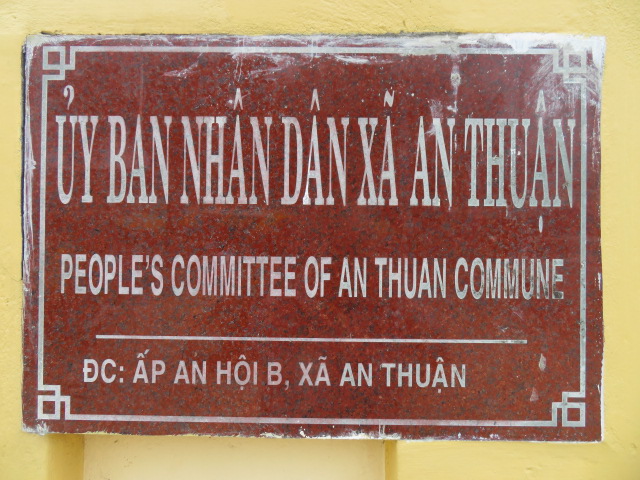 ỦY BAN NHÂN DÂN XÃ AN THUẬN
PEOPLE'S COMMITTEE OF AN THUAN COMMUNE
ĐC: ẤP AN HỘI B, XÃ AN THUẬN